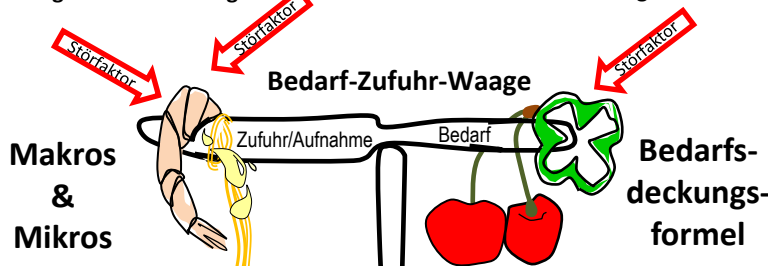 Störfaktor
Störfaktor
Störfaktor
Bedarf-Zufuhr-Waage
Zufuhr/Aufnahme
Bedarf
Makros
&
Mikros
Bedarfs-
deckungs-
formel